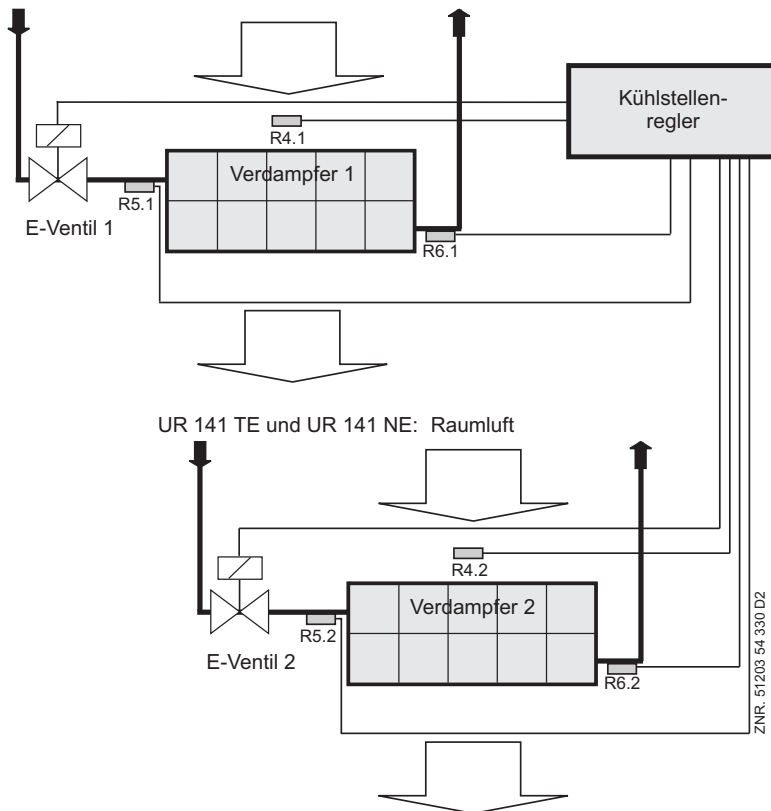 Kühlstellen-
regler
R4.1
Verdampfer 1
R5.1
E-Ventil 1
R6.1
UR 141 TE und UR 141 NE: Raumluft
R4.2
Verdampfer 2
R5.2
E-Ventil 2
R6.2
ZNR. 51203 54 330 D2